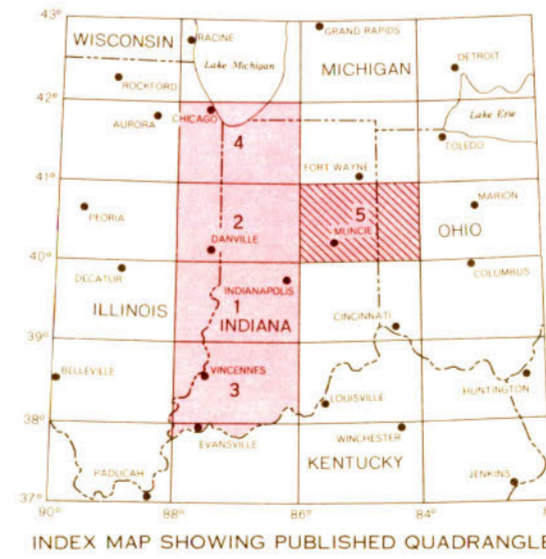 43°
WISCONSIN
RACINE
GRAND RAPIDS
Lake Michigan
MICHIGAN
DETROIT
ROCKFORD
42°
CHICAGO
AURORA
Lake Erie
4
TOLEDO
FORT WAYNE
41°
PEORIA
2
5
MARION
DANVILLE
MUNCIE
OHIO
40°
DECATUR
COLUMBUS
INDIANAPOLIS
ILLINOIS
1
INDIANA
CINCINNATI
39°
BELLEVILLE
VINCENNES
3
HUNTINGTON
LOUISVILLE
38°
EVANSVILLE
WINCHESTER
KENTUCKY
PADUCAH
JENKINS
37°
90°
88°
86°
84°
INDEX MAP SHOWING PUBLISHED QUADRANGLE